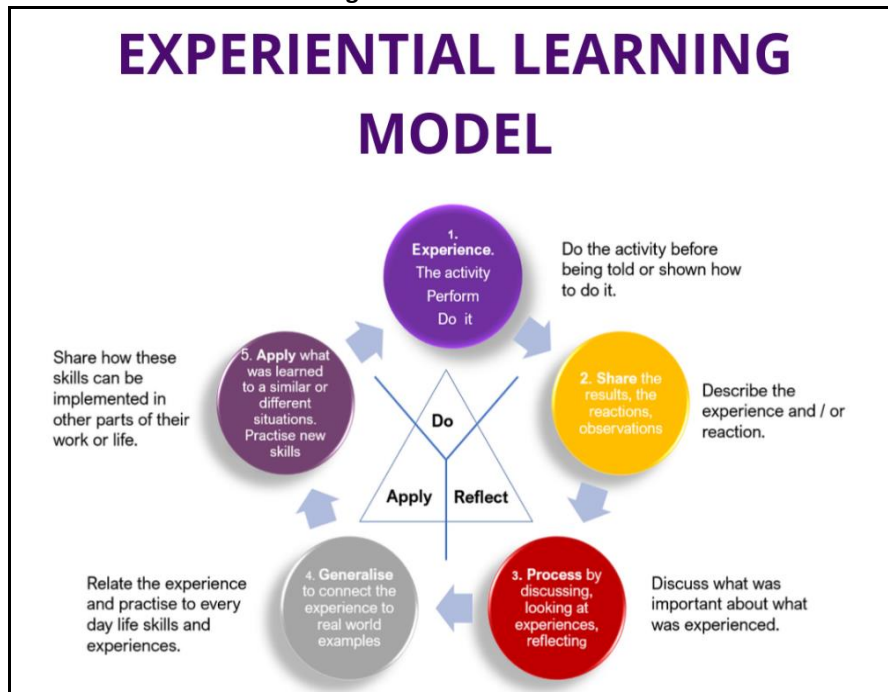 EXPERIENTIAL LEARNING
MODEL
1.
Experience.
The activity
Perform
Do it
Do the activity before
being told or shown how
to do it.
2. Share the
results, the
reactions,
observations
Describe the
experience and / or
reaction.
3. Process by
discussing,
looking at
experiences,
reflecting
Discuss what was
important about what
was experienced.
4. Generalise
to connect the
experience to
real world
examples
Relate the experience
and practise to every
day life skills and
experiences.
5. Apply what
was learned
to a similar or
different
situations.
Practise new
skills
Share how these
skills can be
implemented in
other parts of their
work or life.
Do
Apply
Reflect